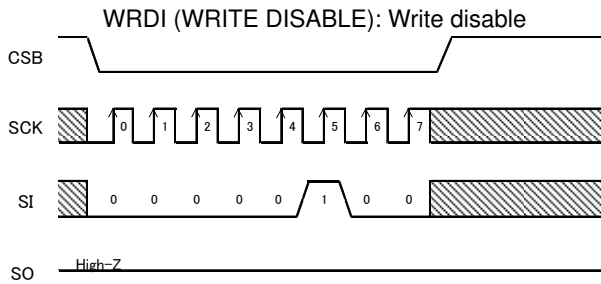 WRDI (WRITE DISABLE): Write disable
CSB
SCK 0 1 2 3 4 5 6 7
SI 0 0 0 0 0 1 0 0
High-Z
SO